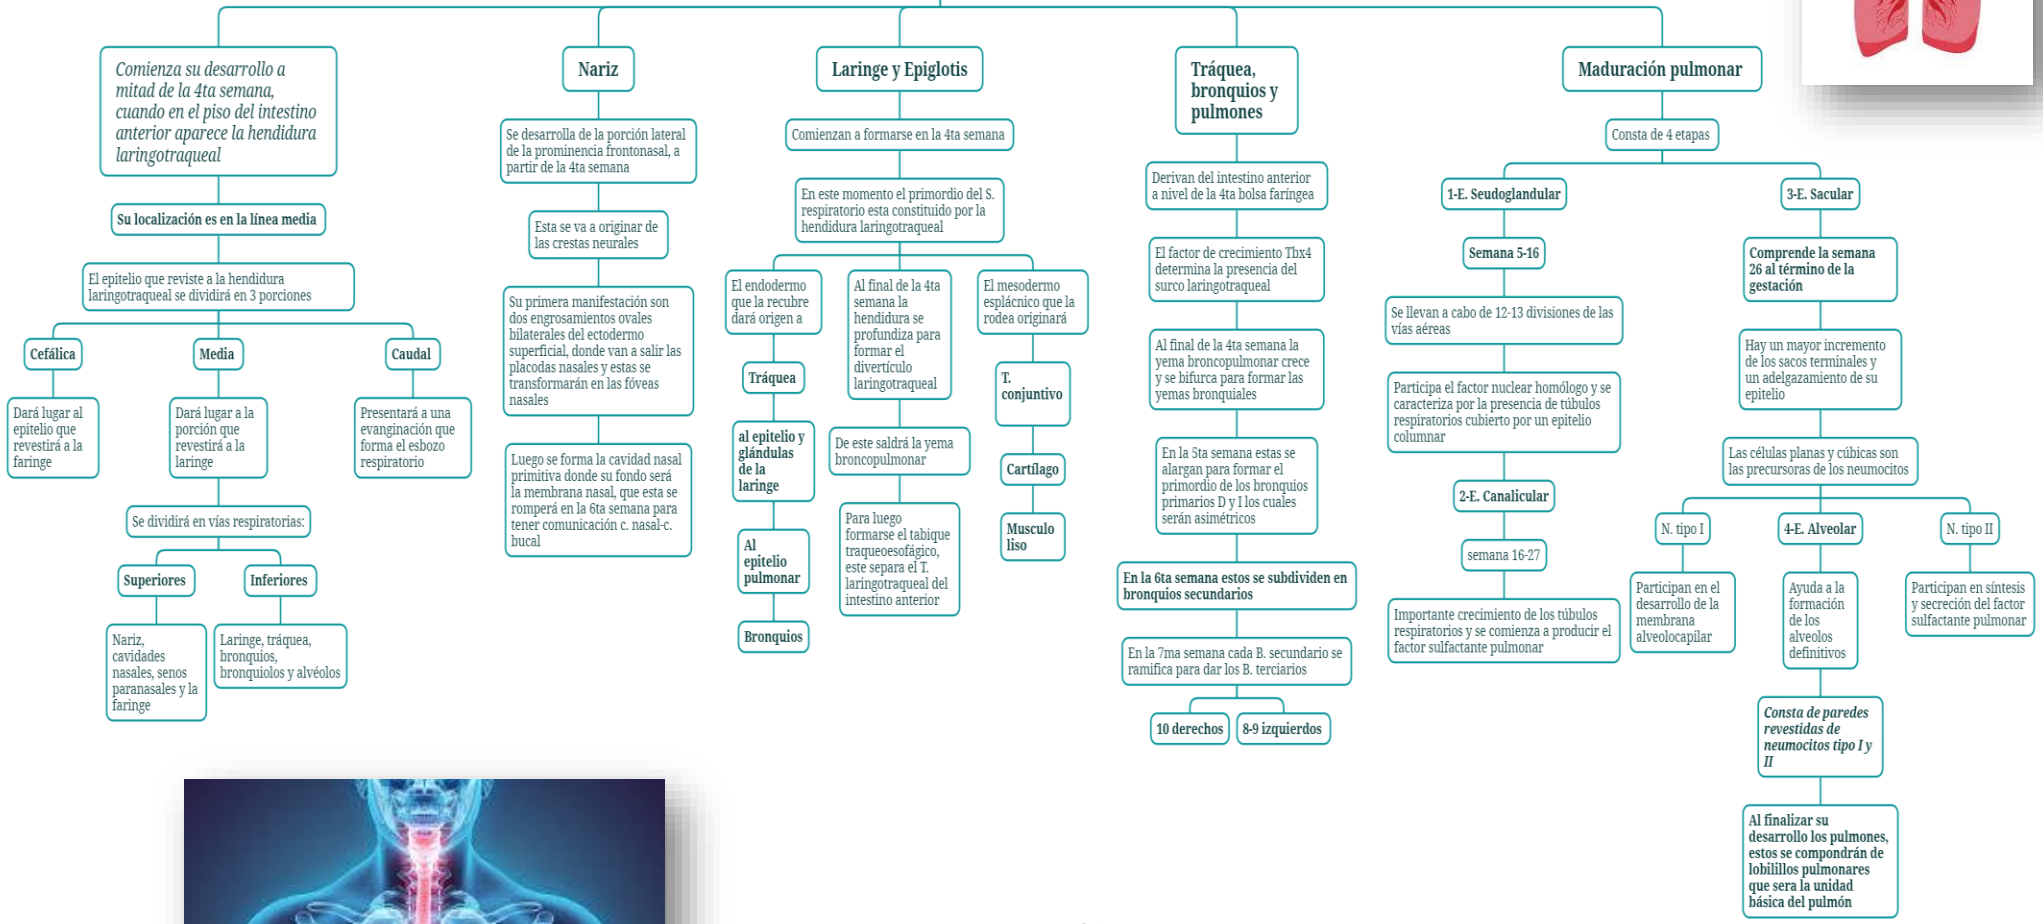 Comienza su desarrollo a
mitad de la 4ta semana,
cuando en el piso del intestino
anterior aparece la hendidura
laringotraqueal
Su localización es en la línea media
El epitelio que reviste a la hendidura
laringotraqueal se dividirá en 3 porciones
Cefálica
Dará lugar al
epitelio que
revestirá a la
faringe
Media
Dará lugar a la
porción que
revestirá a la
laringe
Se dividirá en vías respiratorias:
Superiores
Nariz,
cavidades
nasales, senos
paranasales y la
faringe
Inferiores
Laringe, tráquea,
bronquios,
bronquiolos y alvéolos
Caudal
Presentará a una
evanginación que
forma el esbozo
respiratorio
Nariz
Se desarrolla de la porción lateral
de la prominencia frontonasal, a
partir de la 4ta semana
Esta se va a originar de
las crestas neurales
Su primera manifestación son
dos engrosamientos ovales
bilaterales del ectodermo
superficial, donde van a salir las
placodas nasales y estas se
transformarán en las fóveas
nasales
Luego se forma la cavidad nasal
primitiva donde su fondo será
la membrana nasal, que esta se
romperá en la 6ta semana para
tener comunicación c. nasal-c.
bucal
Laringe y Epiglotis
Comienzan a formarse en la 4ta semana
En este momento el primordio del S.
respiratorio esta constituido por la
hendidura laringotraqueal
El endodermo
que la recubre
dará origen a
Tráquea
al epitelio y
glándulas
de la
laringe
Al
epitelio
pulmonar
Bronquios
Al final de la 4ta
semana la
hendidura se
profundiza para
formar el
divertículo
laringotraqueal
De este saldrá la yema
broncopulmonar
Para luego
formarse el tabique
traqueoesofágico,
este separa el T.
laringotraqueal del
intestino anterior
El mesodermo
esplácnico que la
rodea originará
T.
conjuntivo
Cartílago
Musculo
liso
Tráquea,
bronquios y
pulmones
Derivan del intestino anterior
a nivel de la 4ta bolsa faríngea
El factor de crecimiento Tbx4
determina la presencia del
surco laringotraqueal
Al final de la 4ta semana la
yema broncopulmonar crece
y se bifurca para formar las
yemas bronquiales
En la 5ta semana estas se
alargan para formar el
primordio de los bronquios
primarios D y I los cuales
serán asimétricos
En la 6ta semana estos se subdividen en
bronquios secundarios
En la 7ma semana cada B. secundario se
ramifica para dar los B. terciarios
10 derechos
8-9 izquierdos
Maduración pulmonar
Consta de 4 etapas
1-E. Seudoglandular
Semana 5-16
Se llevan a cabo de 12-13 divisiones de las
vías aéreas
Participa el factor nuclear homólogo y se
caracteriza por la presencia de túbulos
respiratorios cubierto por un epitelio
columnar
2-E. Canalicular
semana 16-27
Importante crecimiento de los túbulos
respiratorios y se comienza a producir el
factor sulfactante pulmonar
3-E. Sacular
Comprende la semana
26 al término de la
gestación
Hay un mayor incremento
de los sacos terminales y
un adelgazamiento de su
epitelio
Las células planas y cúbicas son
las precursoras de los neumocitos
N. tipo I
Participan en el
desarrollo de la
membrana
alveolocapilar
4-E. Alveolar
Ayuda a la
formación
de los
alveolos
definitivos
Consta de paredes
revestidas de
neumocitos tipo I y
II
Al finalizar su
desarrollo los pulmones,
estos se compondrán de
lobilillos pulmonares
que sera la unidad
básica del pulmón
N. tipo II
Participan en síntesis
y secreción del factor
sulfactante pulmonar